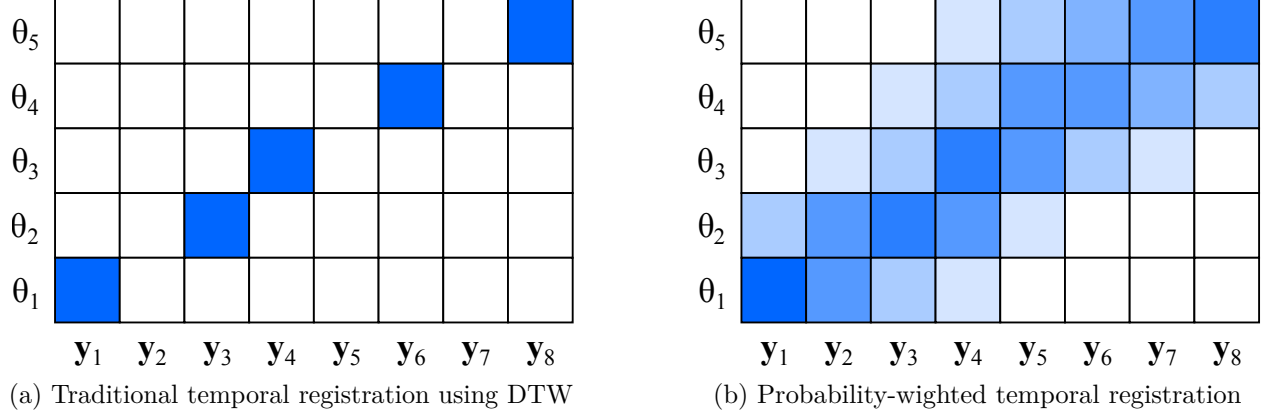 θ5
θ4
θ3
θ2
θ1
y1 y2 y3 y4 y5 y6 y7 y8
(a) Traditional temporal registration using DTW
θ5
θ4
θ3
θ2
θ1
y1 y2 y3 y4 y5 y6 y7 y8
(b) Probability-wighted temporal registration